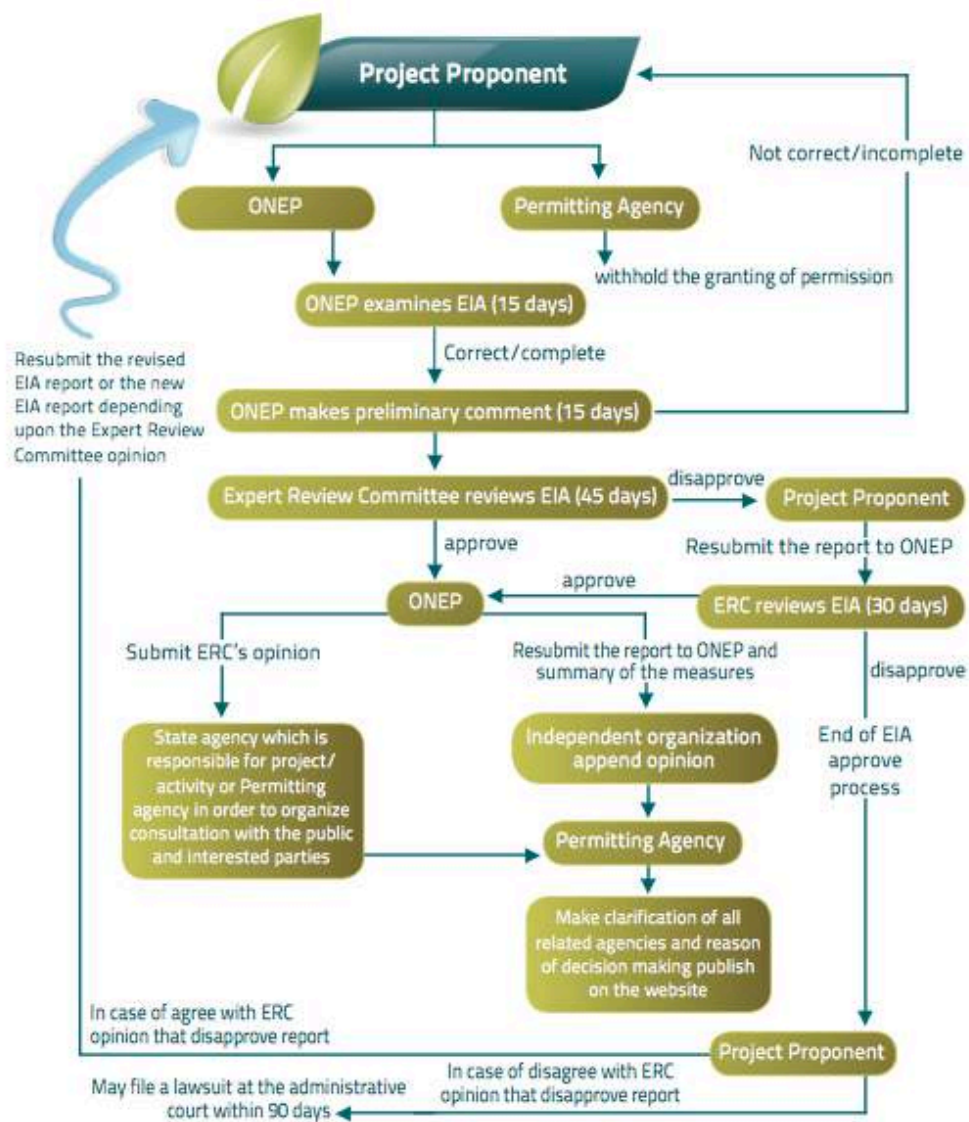 Project Proponent
Not correct/incomplete
ONEP
Permitting Agency
withhold the granting of permission
ONEP examines EIA (15 days)
Correct/complete
Resubmit the revised
EIA report or the new
EIA report depending
upon the Expert Review
Committee opinion
ONEP makes preliminary comment (15 days)
Expert Review Committee reviews EIA (45 days)
disapprove
Project Proponent
approve
Resubmit the report to ONEP
approve
ONEP
ERC reviews EIA (30 days)
Submit ERC's opinion
Resubmit the report to ONEP and
summary of the measures
disapprove
State agency which is
responsible for project/
activity or Permitting
agency in order to organize
consultation with the public
and interested parties
Independent organization
append opinion
End of EIA
approve
process
Permitting Agency
Make clarification of all
related agencies and reason
of decision making publish
on the website
In case of agree with ERC
opinion that disapprove report
Project Proponent
In case of disagree with ERC
opinion that disapprove report
May file a lawsuit at the administrative
court within 90 days